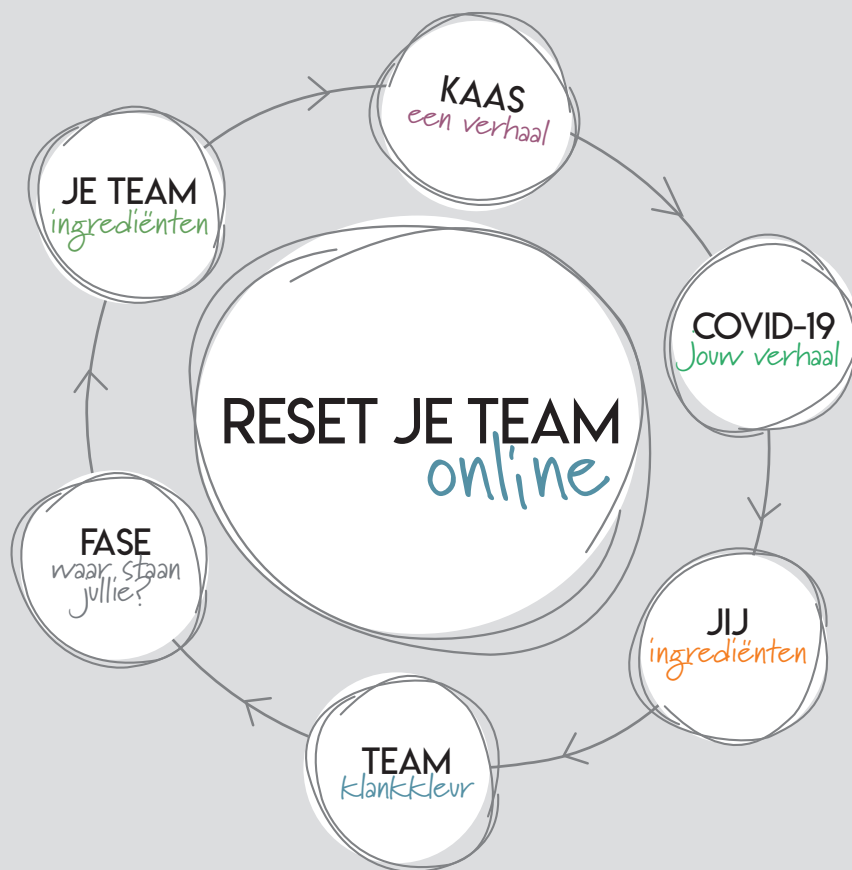 KAAS
een verhaal
JE TEAM
ingrediënten
COVID-19
Jouw verhaal
RESET JE TEAM
online
FASE
waar staan
jullie?
JIJ
ingrediënten
TEAM
klankkleur